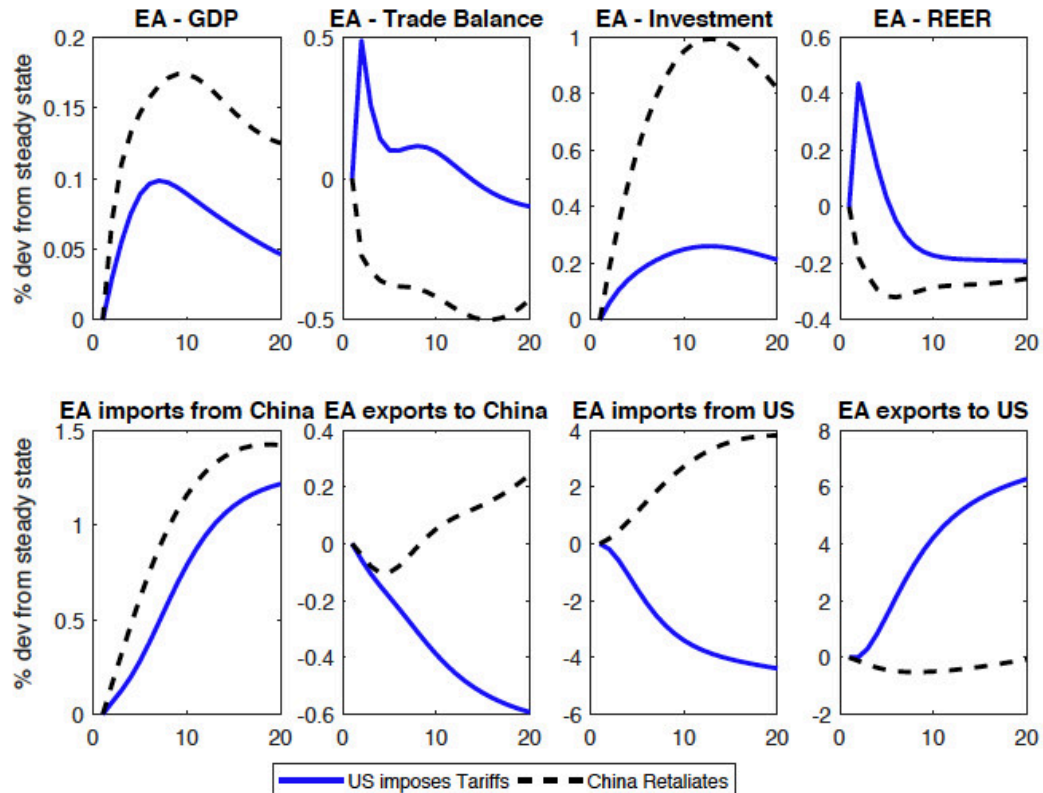 EA - GDP
EA - Trade Balance
EA - Investment
EA - REER
% dev from steady state
0.2
0.15
0.1
0.05
0
0 10 20
0.5
0
-0.5
0 10 20
1
0.8
0.6
0.4
0.2
0
0 10 20
0.6
0.4
0.2
0
-0.2
-0.4
0 10 20
EA imports from China
EA exports to China
EA imports from US
EA exports to US
% dev from steady state
1.5
1
0.5
0
0 10 20
0.4
0.2
0
-0.2
-0.4
-0.6
0 10 20
4
2
0
-2
-4
-6
0 10 20
8
6
4
2
0
-2
0 10 20
US imposes Tariffs
China Retaliates